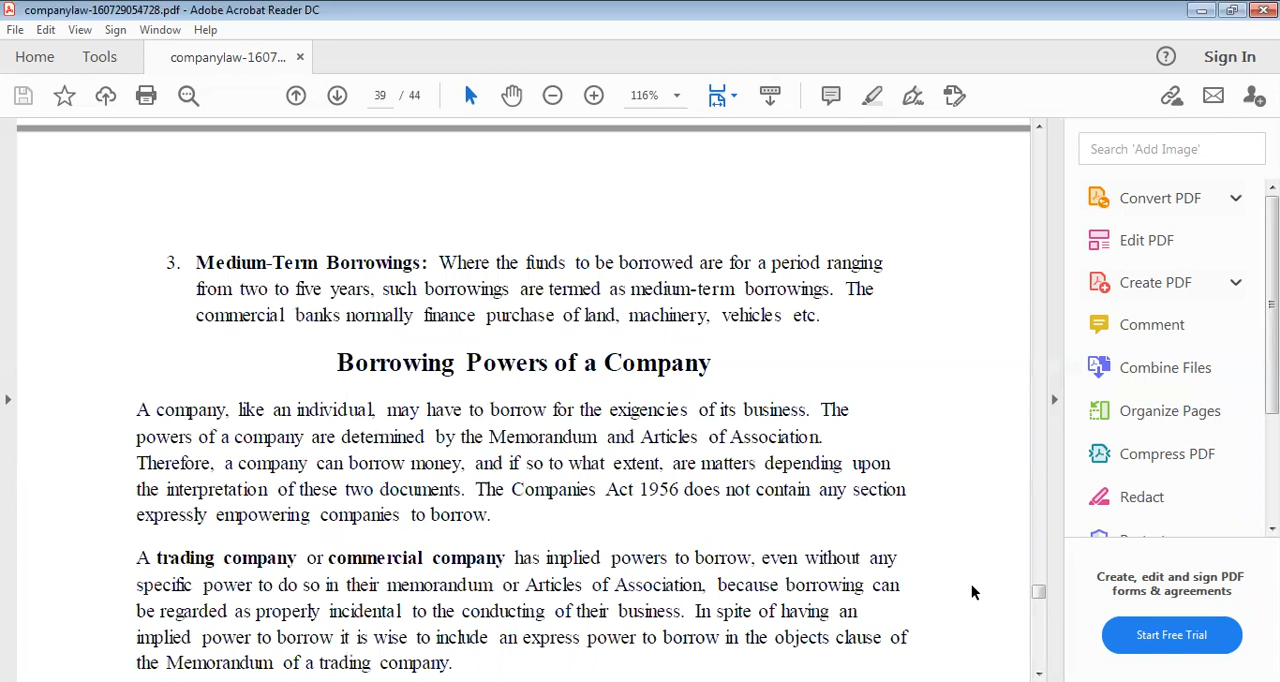 companylaw-160729054728.pdf - Adobe Acrobat Reader DC
File Edit View Sign Window Help
Home Tools companylaw-1607... × Sign In
39 / 44 116%
Search 'Add Image'
Convert PDF
Edit PDF
Create PDF
Comment
Combine Files
Organize Pages
Compress PDF
Redact
Create, edit and sign PDF
forms & agreements
Start Free Trial
3. Medium-Term Borrowings: Where the funds to be borrowed are for a period ranging
from two to five years, such borrowings are termed as medium-term borrowings. The
commercial banks normally finance purchase of land, machinery, vehicles etc.
Borrowing Powers of a Company
A company, like an individual, may have to borrow for the exigencies of its business. The
powers of a company are determined by the Memorandum and Articles of Association.
Therefore, a company can borrow money, and if so to what extent, are matters depending upon
the interpretation of these two documents. The Companies Act 1956 does not contain any section
expressly empowering companies to borrow.
A trading company or commercial company has implied powers to borrow, even without any
specific power to do so in their memorandum or Articles of Association, because borrowing can
be regarded as properly incidental to the conducting of their business. In spite of having an
implied power to borrow it is wise to include an express power to borrow in the objects clause of
the Memorandum of a trading company.